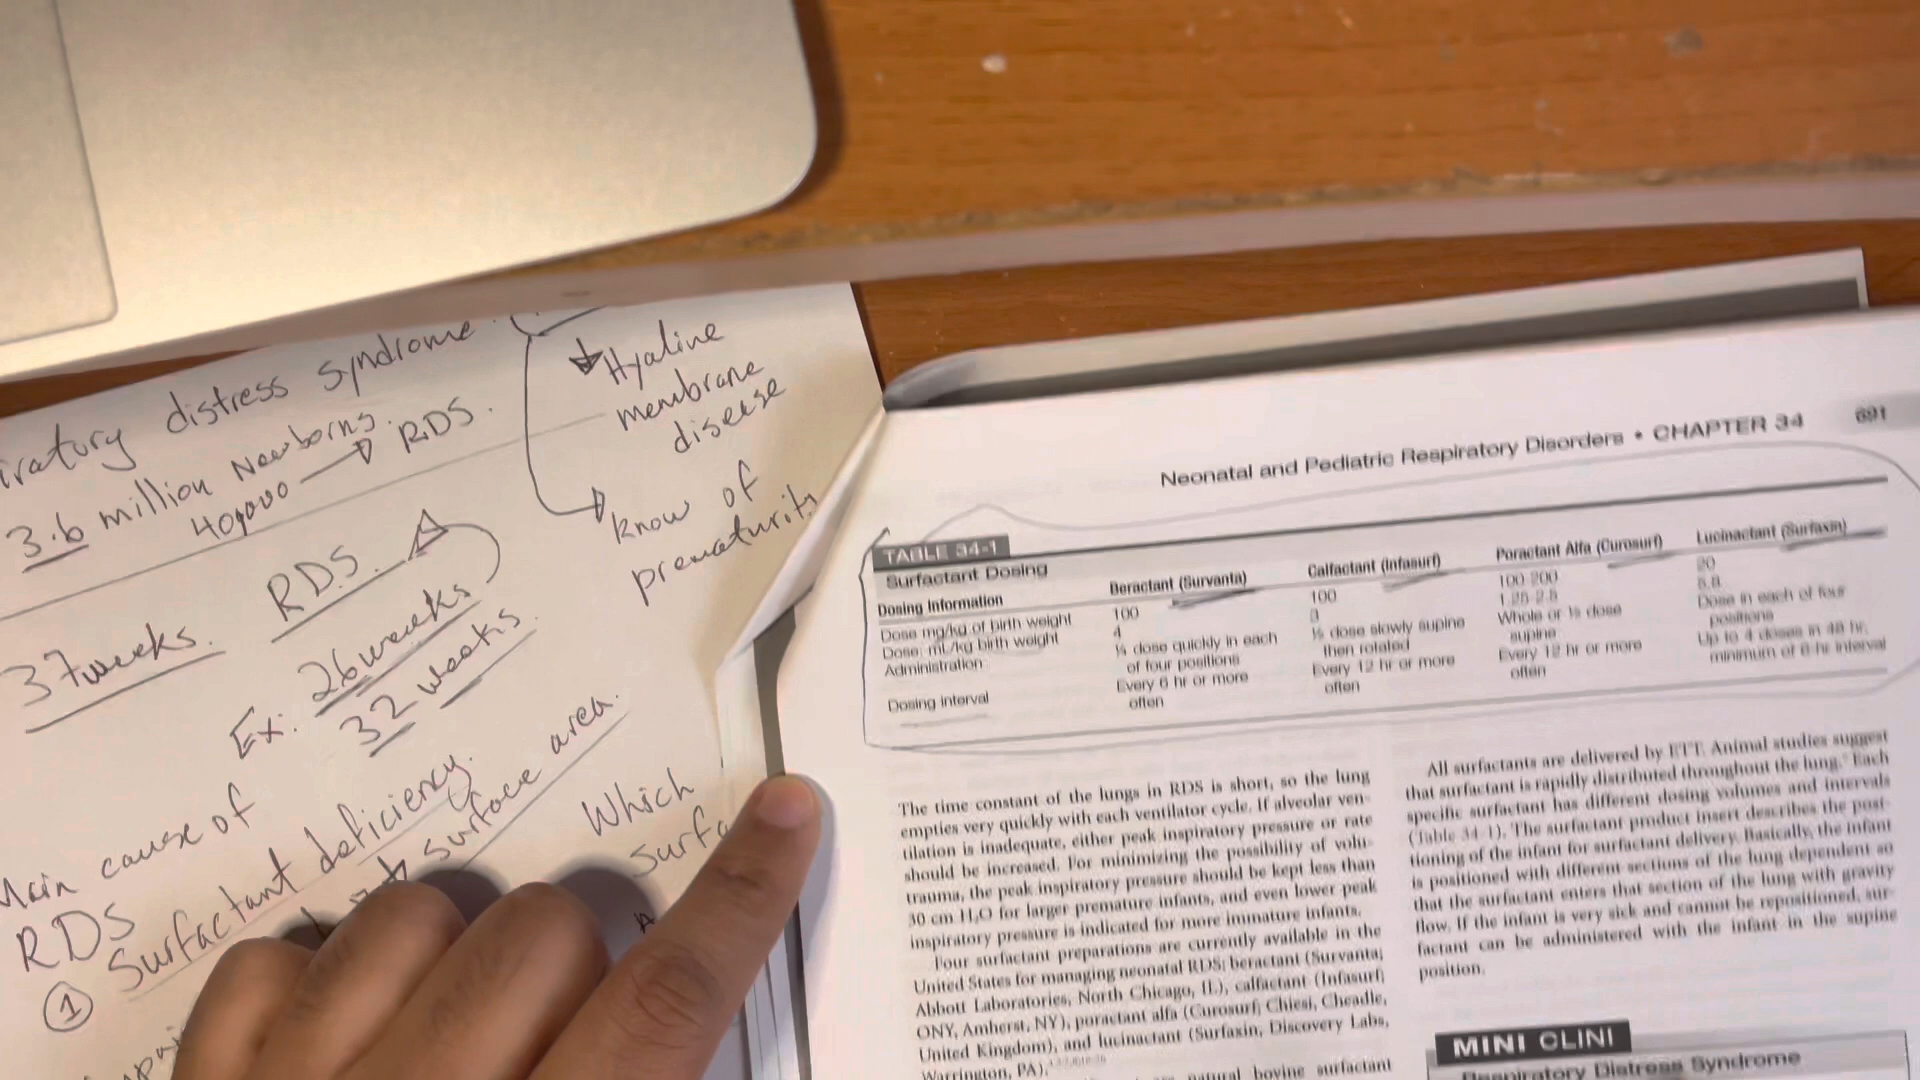 distress syndrome.
3.6 million Newborns.
RDS.
Hyaline
membrane
disease
know of
prematurity
37 weeks.
RDS.
Ex: 26 weeks
32 weeks.
Main cause of
RDS
① Surfactant deficiency.
surface area.
Which
Neonatal and Pediatric Respiratory Disorders • CHAPTER 34 691
TABLE 34-1
Surfactant Dosing
Dosing Information Beractant (Survanta) Calfactant (Infasurf) Poractant Alfa (Curosurf) Lucinactant (Surfaxin)
Dose mg/kg of birth weight 100 100 100-200
Dose: mL/kg birth weight 4 3 5.8
Administration ¼ dose quickly in each of four positions ½ dose slowly supine then rotated Whole or ½ dose supine Dose in each of four positions
Dosing interval Every 6 hr or more often Every 12 hr or more often Every 12 hr or more often Up to 4 doses in 48 hr, minimum of 6-hr interval
The time constant of the lungs in RDS is short, so the lung
empties very quickly with each ventilator cycle. If alveolar ven-
tilation is inadequate, either peak inspiratory pressure or rate
should be increased. For minimizing the possibility of volu-
trauma, the peak inspiratory pressure should be kept less than
30 cm H₂O for larger premature infants, and even lower peak
inspiratory pressure is indicated for more immature infants.
Four surfactant preparations are currently available in the
United States for managing neonatal RDS: beractant (Survanta;
Abbott Laboratories, North Chicago, IL), calfactant (Infasurf;
ONY, Amherst, NY), poractant alfa (Curosurf; Chiesi, Cheadle,
United Kingdom), and lucinactant (Surfaxin, Discovery Labs,
Warrington, PA).
natural bovine surfactant
All surfactants are delivered by ETT. Animal studies suggest
that surfactant is rapidly distributed throughout the lung. Each
specific surfactant has different dosing volumes and intervals
(Table 34-1). The surfactant product insert describes the posi-
tioning of the infant for surfactant delivery. Basically, the infant
is positioned with different sections of the lung dependent so
that the surfactant enters that section of the lung with gravity
flow. If the infant is very sick and cannot be repositioned, sur-
factant can be administered with the infant in the supine
position.
MINI CLINI
Respiratory Distress Syndrome